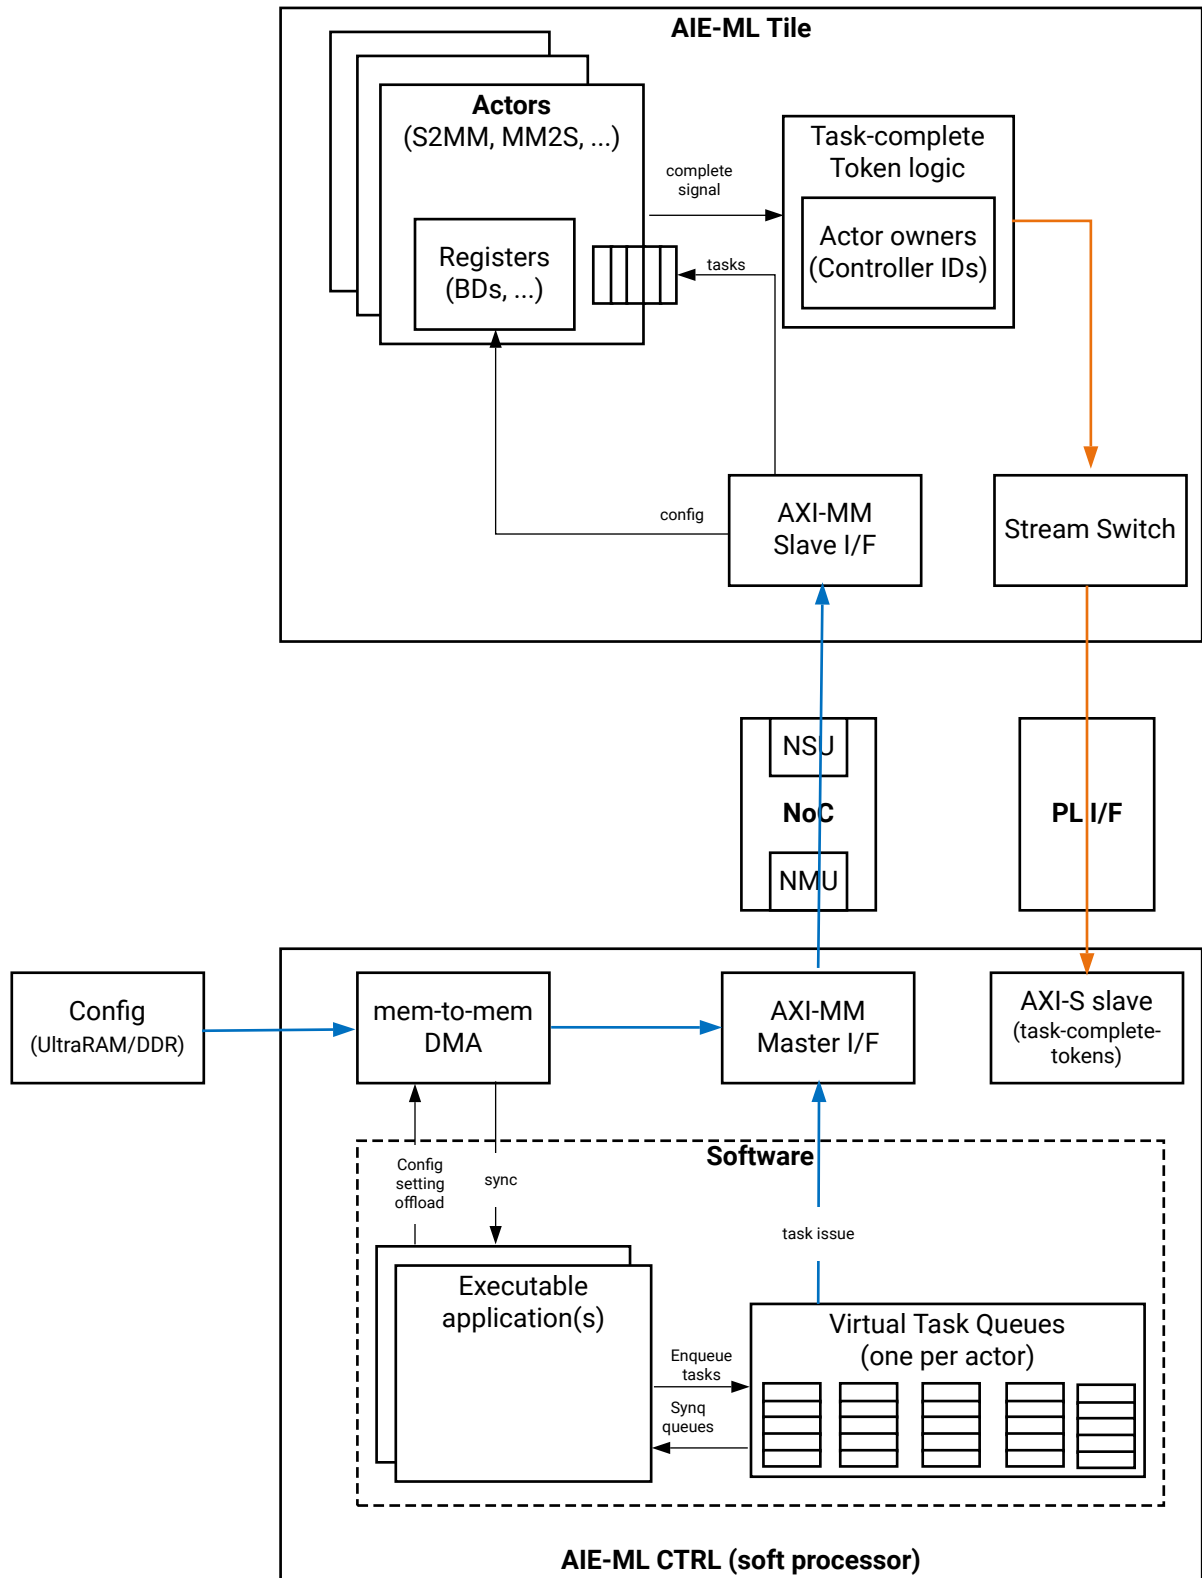 AIE-ML Tile
Actors
(S2MM, MM2S, ...)
Registers
(BDs, ...)
complete
signal
tasks
Task-complete
Token logic
Actor owners
(Controller IDs)
config
AXI-MM
Slave I/F
Stream Switch
NSU
NoC
NMU
PL I/F
Config
(UltraRAM/DDR)
mem-to-mem
DMA
AXI-MM
Master I/F
AXI-S slave
(task-complete-
tokens)
Software
Config
setting
offload
sync
task issue
Executable
application(s)
Enqueue
tasks
Synq
queues
Virtual Task Queues
(one per actor)
AIE-ML CTRL (soft processor)